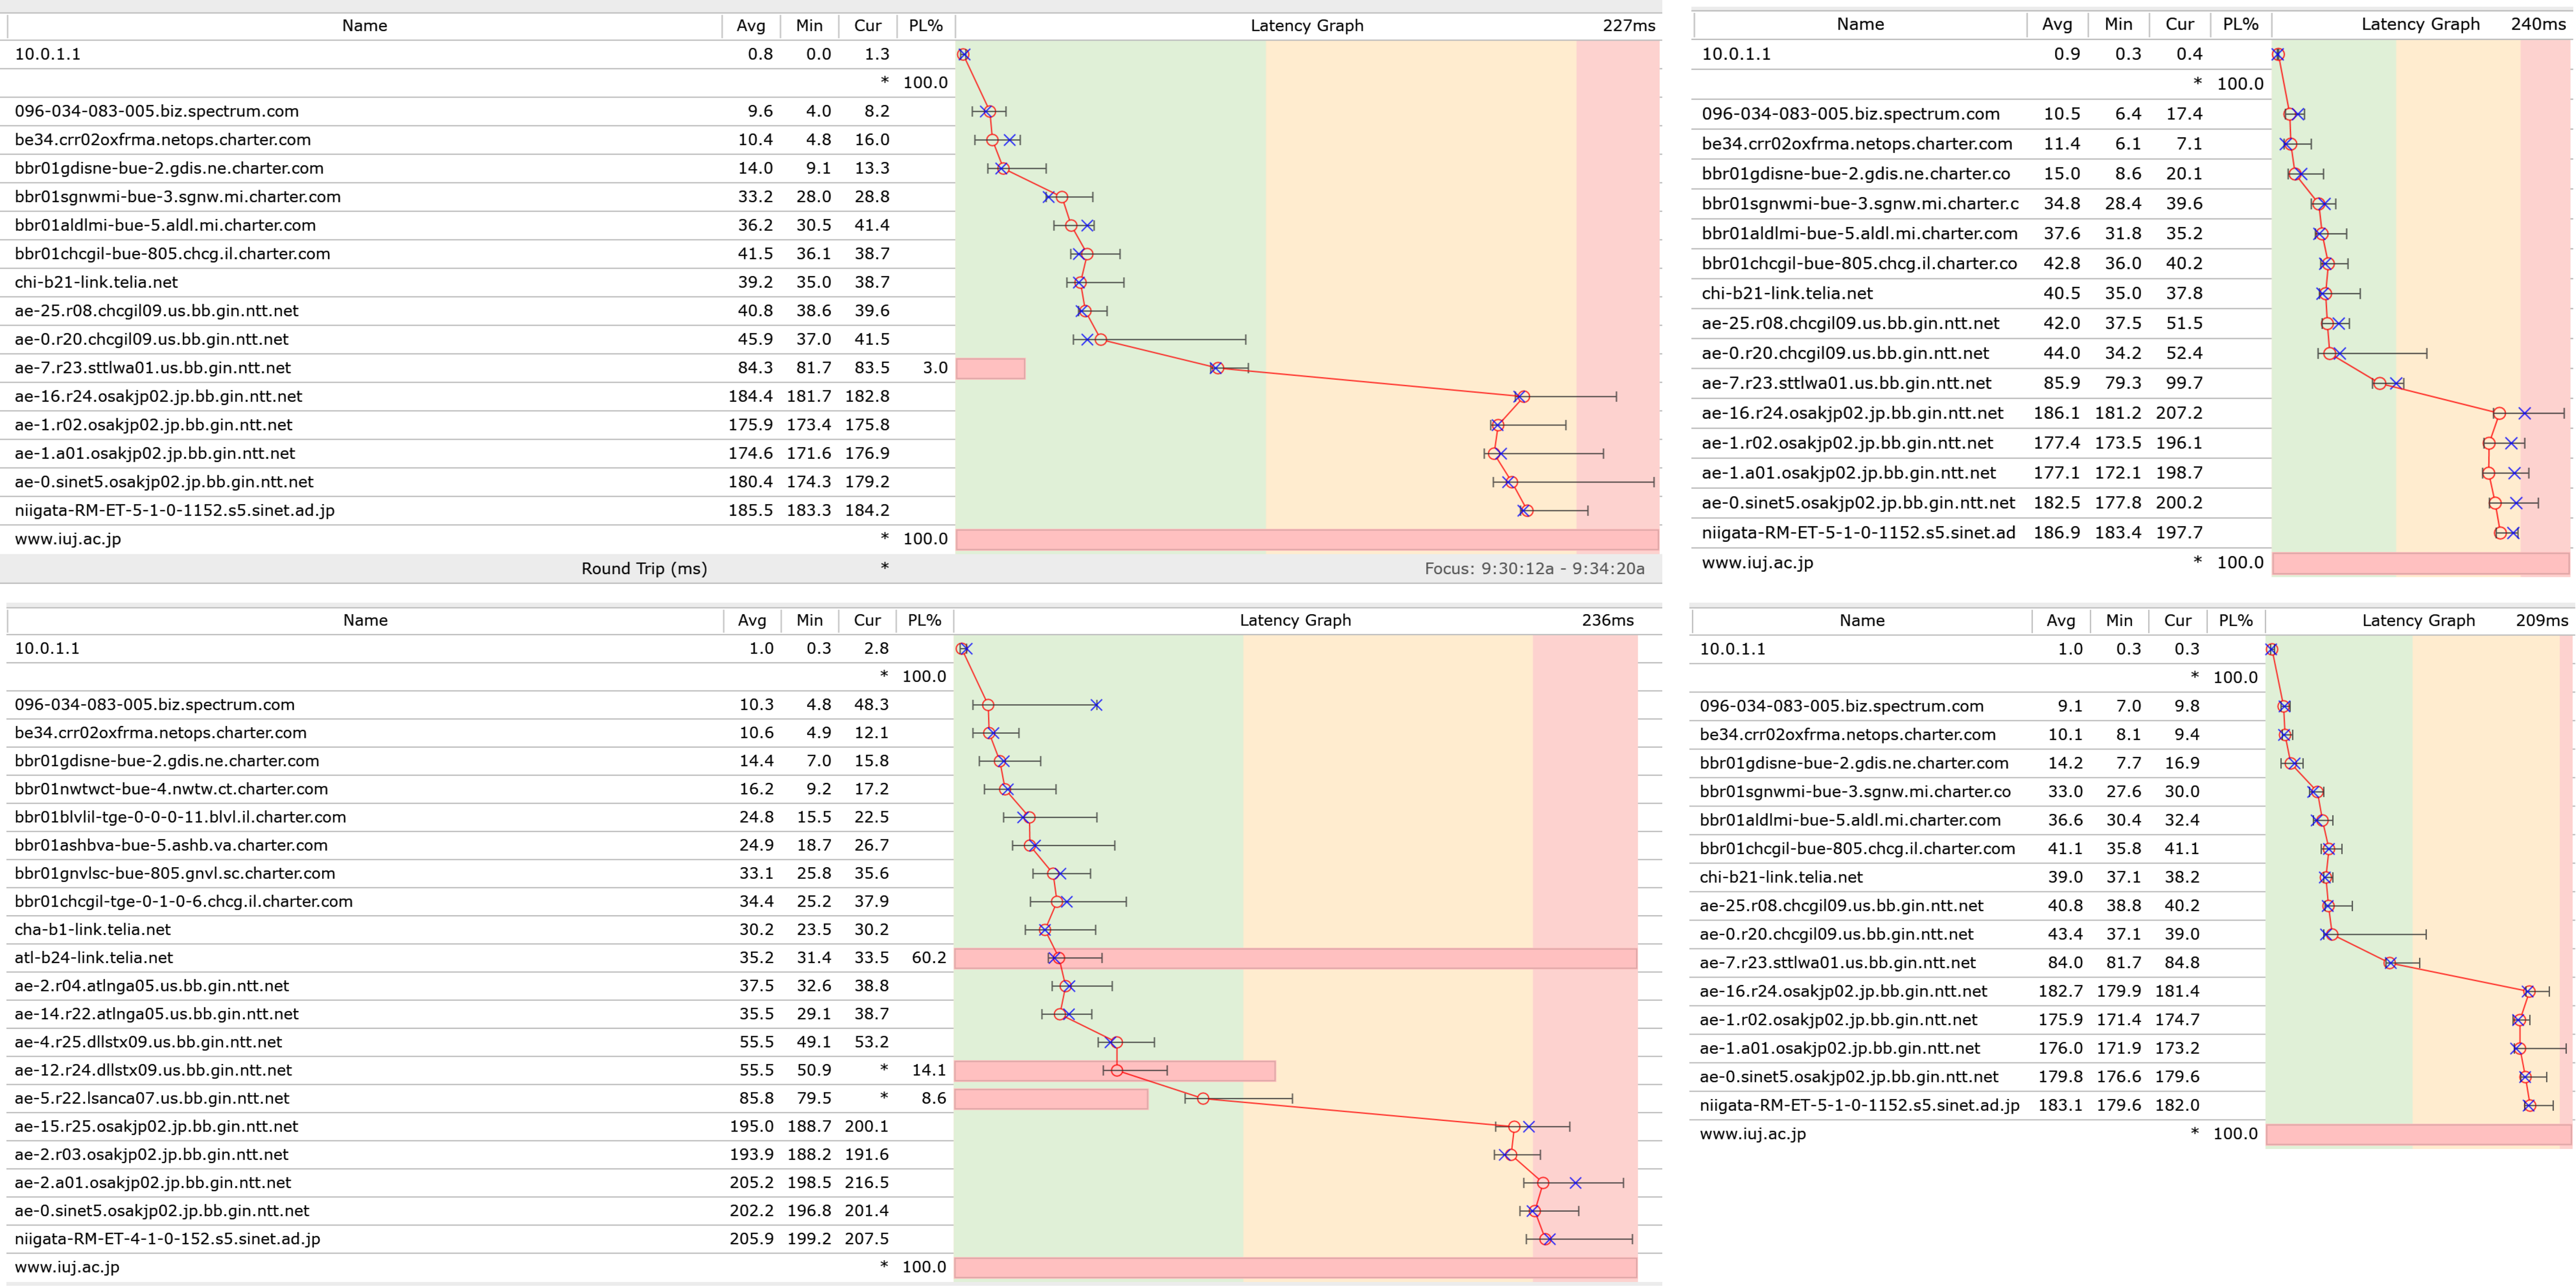 Name Avg Min Cur PL% Latency Graph 227ms
10.0.1.1 0.8 0.0 1.3
* 100.0
096-034-083-005.biz.spectrum.com 9.6 4.0 8.2
be34.crr02oxfrma.netops.charter.com 10.4 4.8 16.0
bbr01gdisne-bue-2.gdis.ne.charter.com 14.0 9.1 13.3
bbr01sgnwmi-bue-3.sgnw.mi.charter.com 33.2 28.0 28.8
bbr01aldlmi-bue-5.aldl.mi.charter.com 36.2 30.5 41.4
bbr01chcgil-bue-805.chcg.il.charter.com 41.5 36.1 38.7
chi-b21-link.telia.net 39.2 35.0 38.7
ae-25.r08.chcgil09.us.bb.gin.ntt.net 40.8 38.6 39.6
ae-0.r20.chcgil09.us.bb.gin.ntt.net 45.9 37.0 41.5
ae-7.r23.sttlwa01.us.bb.gin.ntt.net 84.3 81.7 83.5 3.0
ae-16.r24.osakjp02.jp.bb.gin.ntt.net 184.4 181.7 182.8
ae-1.r02.osakjp02.jp.bb.gin.ntt.net 175.9 173.4 175.8
ae-1.a01.osakjp02.jp.bb.gin.ntt.net 174.6 171.6 176.9
ae-0.sinet5.osakjp02.jp.bb.gin.ntt.net 180.4 174.3 179.2
niigata-RM-ET-5-1-0-1152.s5.sinet.ad.jp 185.5 183.3 184.2
www.iuj.ac.jp * 100.0
Round Trip (ms) * Focus: 9:30:12a - 9:34:20a
Name Avg Min Cur PL% Latency Graph 240ms
10.0.1.1 0.9 0.3 0.4
* 100.0
096-034-083-005.biz.spectrum.com 10.5 6.4 17.4
be34.crr02oxfrma.netops.charter.com 11.4 6.1 7.1
bbr01gdisne-bue-2.gdis.ne.charter.co 15.0 8.6 20.1
bbr01sgnwmi-bue-3.sgnw.mi.charter.c 34.8 28.4 39.6
bbr01aldlmi-bue-5.aldl.mi.charter.com 37.6 31.8 35.2
bbr01chcgil-bue-805.chcg.il.charter.co 42.8 36.0 40.2
chi-b21-link.telia.net 40.5 35.0 37.8
ae-25.r08.chcgil09.us.bb.gin.ntt.net 42.0 37.5 51.5
ae-0.r20.chcgil09.us.bb.gin.ntt.net 44.0 34.2 52.4
ae-7.r23.sttlwa01.us.bb.gin.ntt.net 85.9 79.3 99.7
ae-16.r24.osakjp02.jp.bb.gin.ntt.net 186.1 181.2 207.2
ae-1.r02.osakjp02.jp.bb.gin.ntt.net 177.4 173.5 196.1
ae-1.a01.osakjp02.jp.bb.gin.ntt.net 177.1 172.1 198.7
ae-0.sinet5.osakjp02.jp.bb.gin.ntt.net 182.5 177.8 200.2
niigata-RM-ET-5-1-0-1152.s5.sinet.ad 186.9 183.4 197.7
www.iuj.ac.jp * 100.0
Name Avg Min Cur PL% Latency Graph 236ms
10.0.1.1 1.0 0.3 2.8
* 100.0
096-034-083-005.biz.spectrum.com 10.3 4.8 48.3
be34.crr02oxfrma.netops.charter.com 10.6 4.9 12.1
bbr01gdisne-bue-2.gdis.ne.charter.com 14.4 7.0 15.8
bbr01nwtwct-bue-4.nwtw.ct.charter.com 16.2 9.2 17.2
bbr01blvlil-tge-0-0-0-11.blvl.il.charter.com 24.8 15.5 22.5
bbr01ashbva-bue-5.ashb.va.charter.com 24.9 18.7 26.7
bbr01gnvlsc-bue-805.gnvl.sc.charter.com 33.1 25.8 35.6
bbr01chcgil-tge-0-1-0-6.chcg.il.charter.com 34.4 25.2 37.9
cha-b1-link.telia.net 30.2 23.5 30.2
atl-b24-link.telia.net 35.2 31.4 33.5 60.2
ae-2.r04.atlnga05.us.bb.gin.ntt.net 37.5 32.6 38.8
ae-14.r22.atlnga05.us.bb.gin.ntt.net 35.5 29.1 38.7
ae-4.r25.dllstx09.us.bb.gin.ntt.net 55.5 49.1 53.2
ae-12.r24.dllstx09.us.bb.gin.ntt.net 55.5 50.9 * 14.1
ae-5.r22.lsanca07.us.bb.gin.ntt.net 85.8 79.5 * 8.6
ae-15.r25.osakjp02.jp.bb.gin.ntt.net 195.0 188.7 200.1
ae-2.r03.osakjp02.jp.bb.gin.ntt.net 193.9 188.2 191.6
ae-2.a01.osakjp02.jp.bb.gin.ntt.net 205.2 198.5 216.5
ae-0.sinet5.osakjp02.jp.bb.gin.ntt.net 202.2 196.8 201.4
niigata-RM-ET-4-1-0-152.s5.sinet.ad.jp 205.9 199.2 207.5
www.iuj.ac.jp * 100.0
Name Avg Min Cur PL% Latency Graph 209ms
10.0.1.1 1.0 0.3 0.3
* 100.0
096-034-083-005.biz.spectrum.com 9.1 7.0 9.8
be34.crr02oxfrma.netops.charter.com 10.1 8.1 9.4
bbr01gdisne-bue-2.gdis.ne.charter.com 14.2 7.7 16.9
bbr01sgnwmi-bue-3.sgnw.mi.charter.co 33.0 27.6 30.0
bbr01aldlmi-bue-5.aldl.mi.charter.com 36.6 30.4 32.4
bbr01chcgil-bue-805.chcg.il.charter.com 41.1 35.8 41.1
chi-b21-link.telia.net 39.0 37.1 38.2
ae-25.r08.chcgil09.us.bb.gin.ntt.net 40.8 38.8 40.2
ae-0.r20.chcgil09.us.bb.gin.ntt.net 43.4 37.1 39.0
ae-7.r23.sttlwa01.us.bb.gin.ntt.net 84.0 81.7 84.8
ae-16.r24.osakjp02.jp.bb.gin.ntt.net 182.7 179.9 181.4
ae-1.r02.osakjp02.jp.bb.gin.ntt.net 175.9 171.4 174.7
ae-1.a01.osakjp02.jp.bb.gin.ntt.net 176.0 171.9 173.2
ae-0.sinet5.osakjp02.jp.bb.gin.ntt.net 179.8 176.6 179.6
niigata-RM-ET-5-1-0-1152.s5.sinet.ad.jp 183.1 179.6 182.0
www.iuj.ac.jp * 100.0